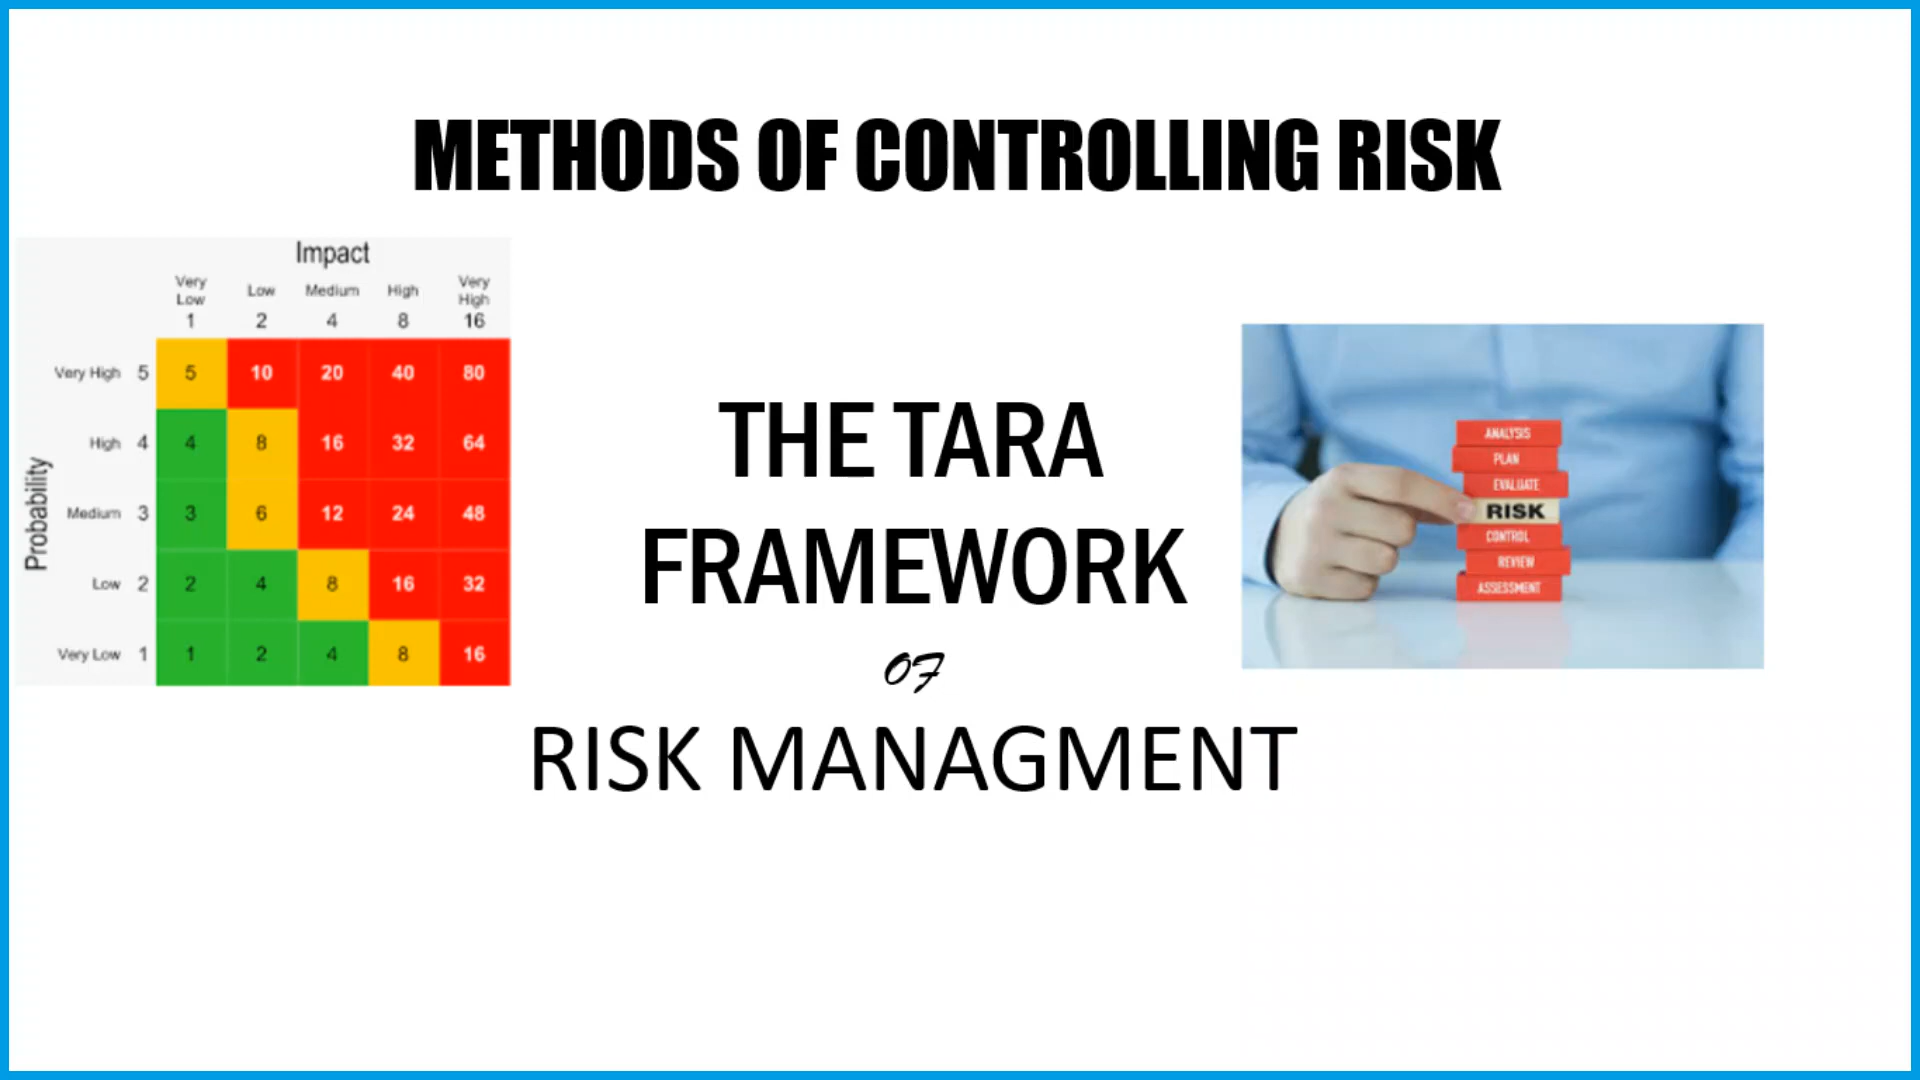 METHODS OF CONTROLLING RISK
Impact
Very Low Low Medium High Very High
1 2 4 8 16
Very High 5 5 10 20 40 80
High 4 4 8 16 32 64
Medium 3 3 6 12 24 48
Low 2 2 4 8 16 32
Very Low 1 1 2 4 8 16
Probability
THE TARA
FRAMEWORK
OF
RISK MANAGMENT
ANALYSIS
PLAN
EVALUATE
RISK
CONTROL
REVIEW
ASSESSMENT